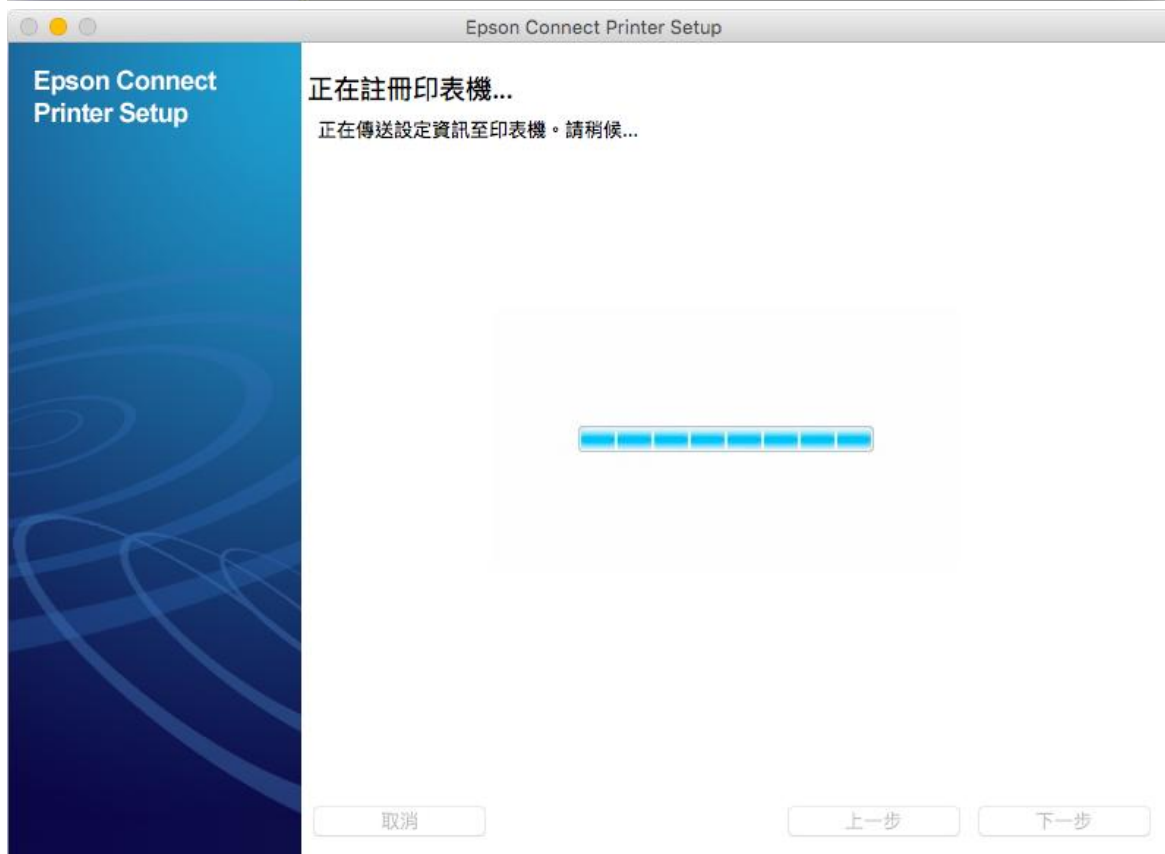 Epson Connect Printer Setup
Epson Connect
Printer Setup
正在註冊印表機...
正在傳送設定資訊至印表機。請稍候...
取消
上一步
下一步